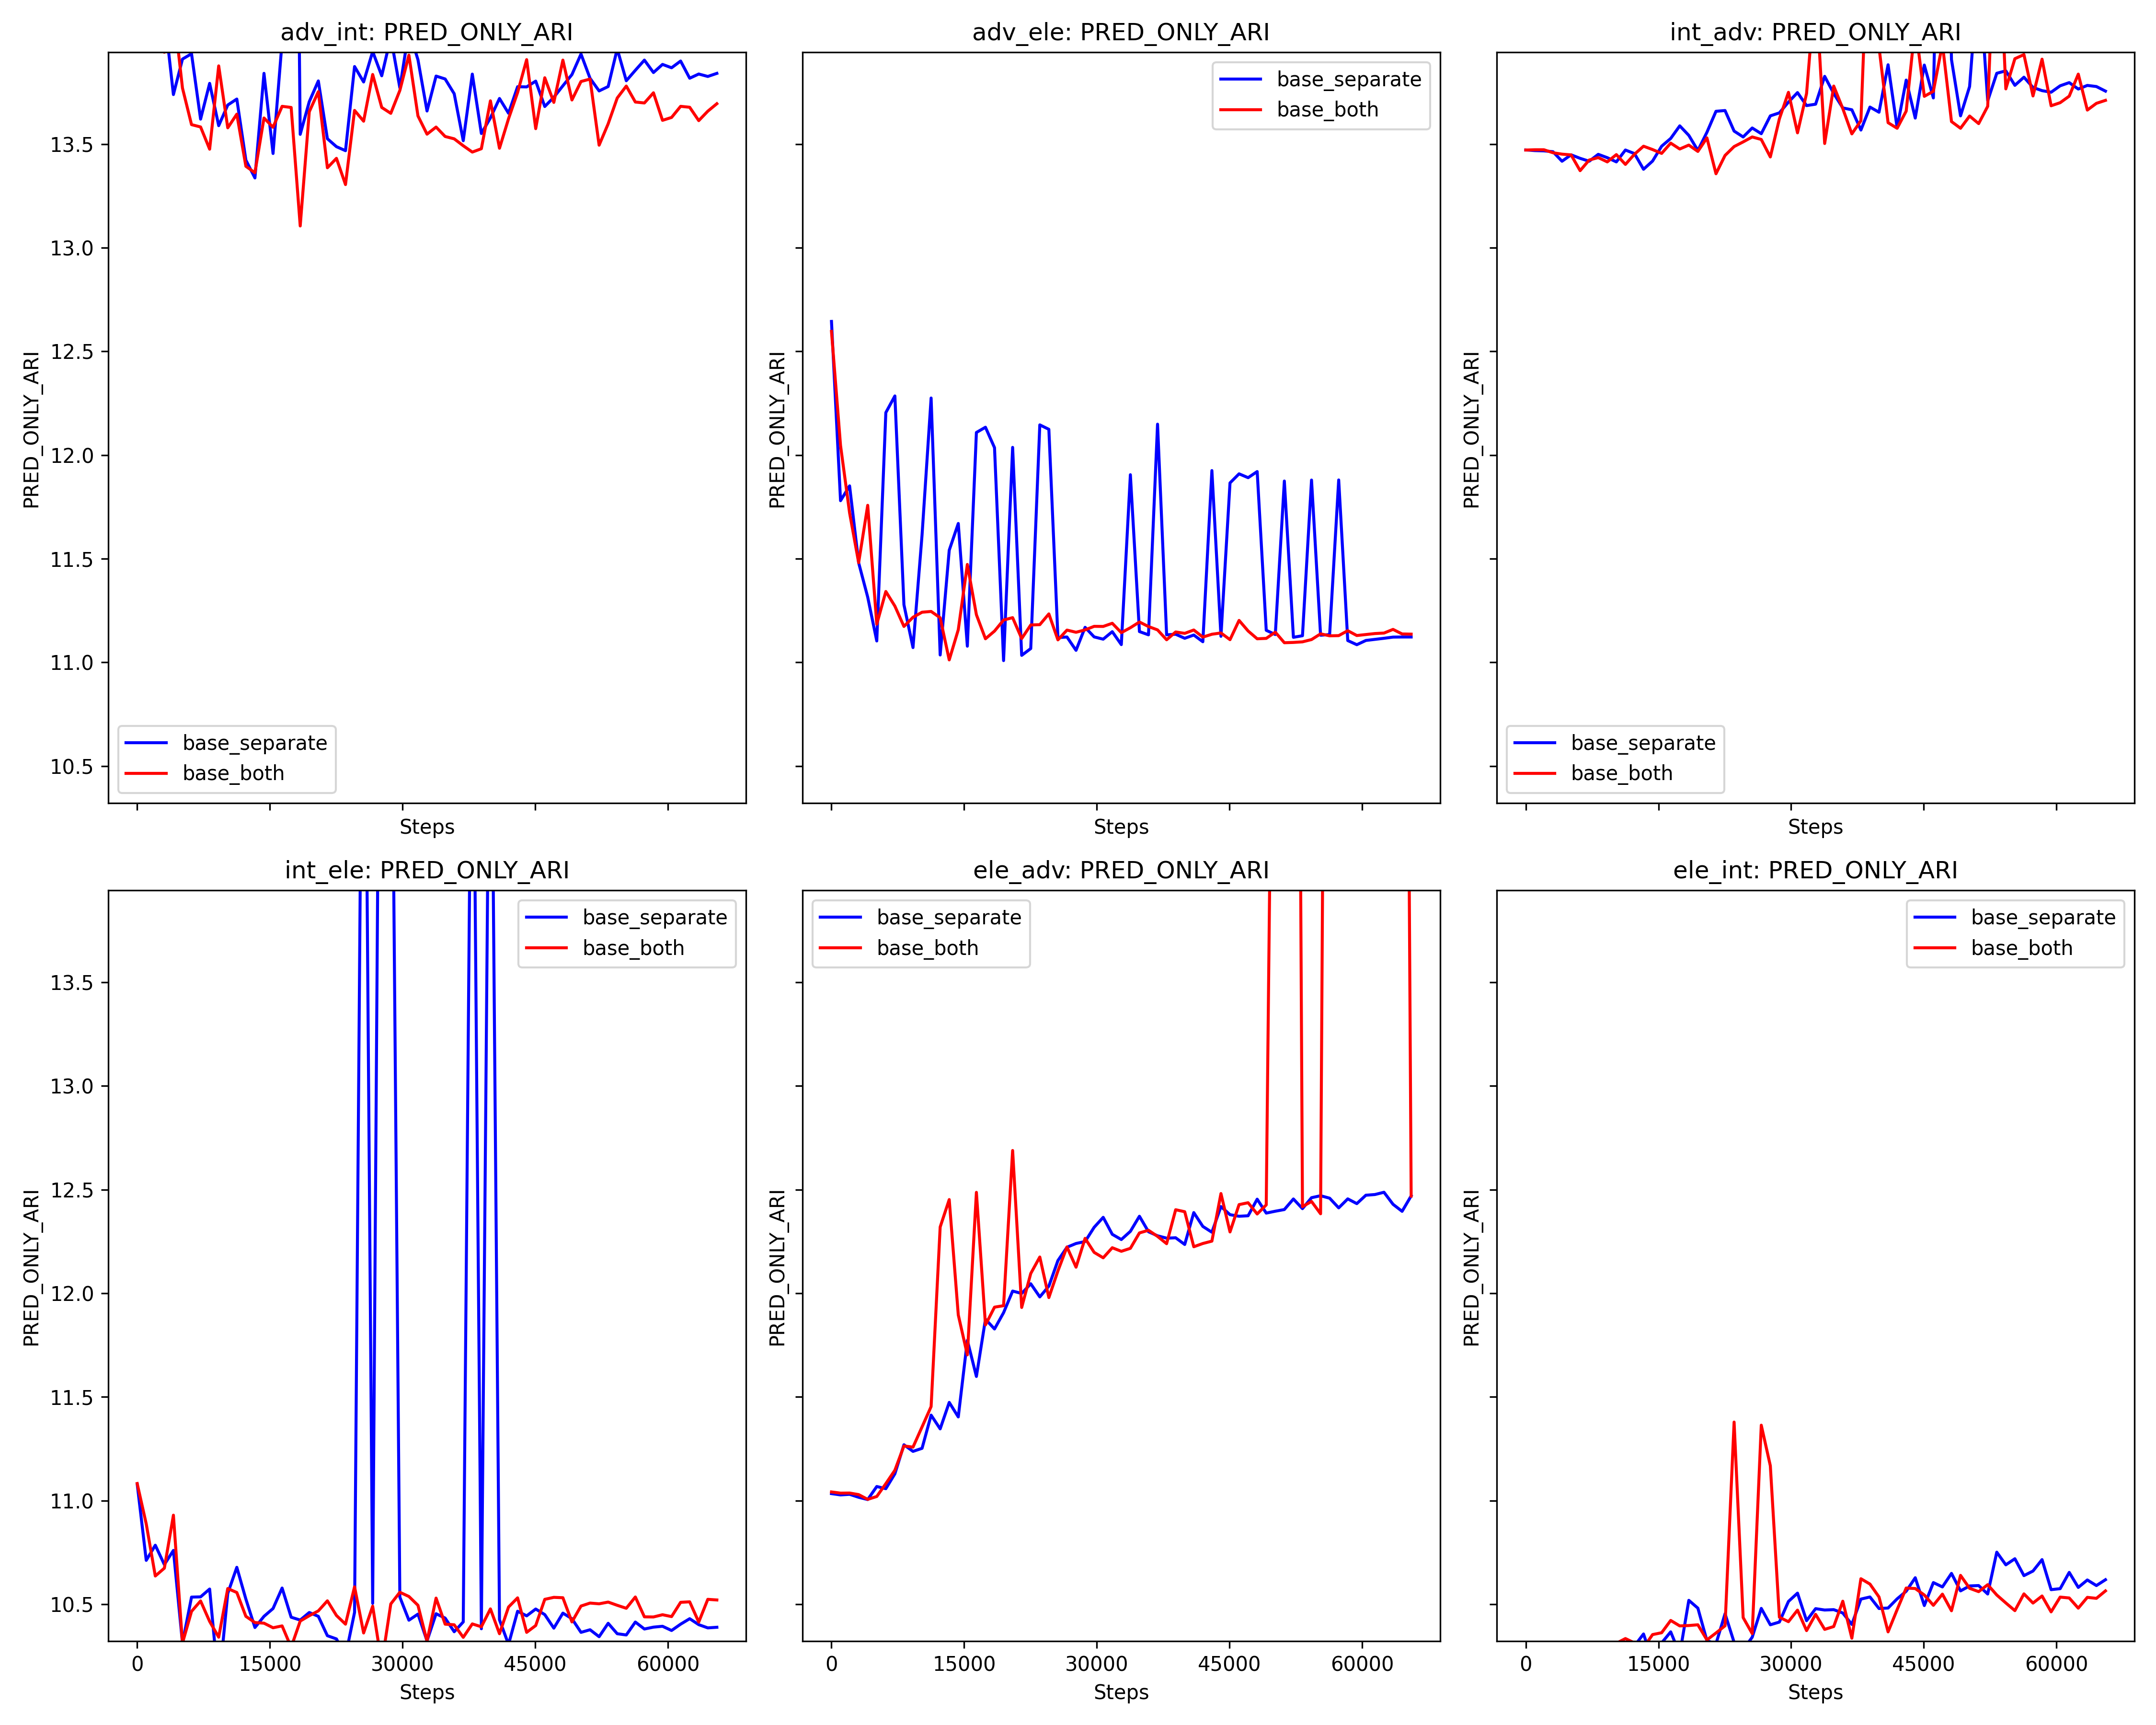 adv_int: PRED_ONLY_ARI
PRED_ONLY_ARI
13.5
13.0
12.5
12.0
11.5
11.0
10.5
base_separate
base_both
Steps
adv_ele: PRED_ONLY_ARI
PRED_ONLY_ARI
base_separate
base_both
Steps
int_adv: PRED_ONLY_ARI
PRED_ONLY_ARI
base_separate
base_both
Steps
int_ele: PRED_ONLY_ARI
PRED_ONLY_ARI
13.5
13.0
12.5
12.0
11.5
11.0
10.5
base_separate
base_both
0 15000 30000 45000 60000
Steps
ele_adv: PRED_ONLY_ARI
PRED_ONLY_ARI
base_separate
base_both
0 15000 30000 45000 60000
Steps
ele_int: PRED_ONLY_ARI
PRED_ONLY_ARI
base_separate
base_both
0 15000 30000 45000 60000
Steps